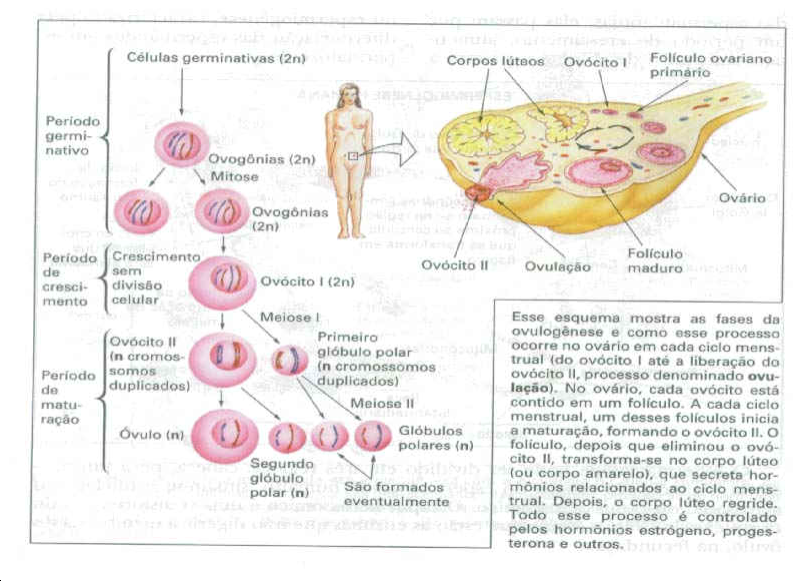 Células germinativas (2n)
Período
germi-
nativo
Ovogônias (2n)
Mitose
Ovogônias
(2n)
Período
de
cresci-
mento
Crescimento
sem
divisão
celular
Ovócito I (2n)
Meiose I
Período
de
matu-
ração
Ovócito II
(n cromos-
somos
duplicados)
Primeiro
glóbulo polar
(n cromossomos
duplicados)
Meiose II
Óvulo (n)
Glóbulos
polares (n)
Segundo
glóbulo
polar (n)
São formados
eventualmente
Corpos lúteos
Ovócito I
Folículo ovariano
primário
Ovário
Ovócito II
Ovulação
Folículo
maduro
Esse esquema mostra as fases da
ovulogênese e como esse processo
ocorre no ovário em cada ciclo mens-
trual (do ovócito I até a liberação do
ovócito II, processo denominado ovu-
lação). No ovário, cada ovócito está
contido em um folículo. A cada ciclo
menstrual, um desses folículos inicia
a maturação, formando o ovócito II. O
folículo, depois que eliminou o ovó-
cito II, transforma-se no corpo lúteo
(ou corpo amarelo), que secreta hor-
mônios relacionados ao ciclo mens-
trual. Depois, o corpo lúteo regride.
Todo esse processo é controlado
pelos hormônios estrógeno, proges-
terona e outros.